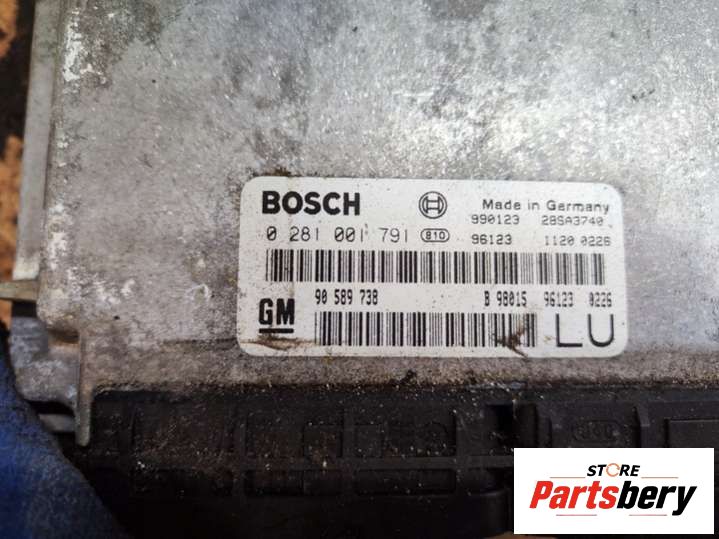 BOSCH Made in Germany
990123 28SA3740
0 281 001 791 810 96123 1120 0226
90 589 738 B 98015 96123 0226
GM LU
STORE
Partsbery